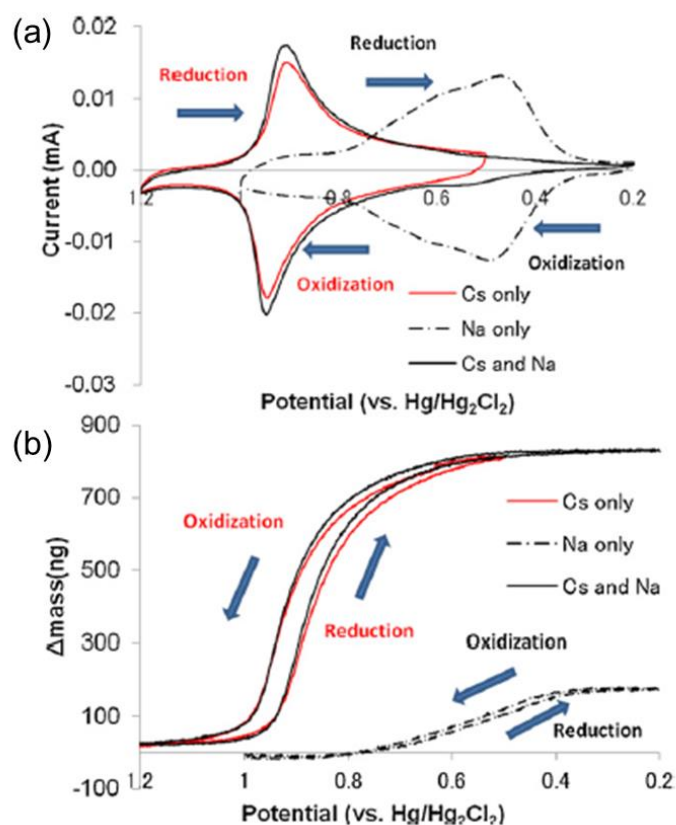 (a)
0.02
0.01
0.00
-0.01
-0.02
-0.03
Current (mA)
Reduction
Reduction
1.2
1
0.8
0.6
0.4
0.2
Oxidization
Oxidization
Cs only
Na only
Cs and Na
Potential (vs. Hg/Hg₂Cl₂)
(b)
900
700
500
300
100
-100
Δmass(ng)
Oxidization
Reduction
Cs only
Na only
Cs and Na
Oxidization
Reduction
1.2
1
0.8
0.6
0.4
0.2
Potential (vs. Hg/Hg₂Cl₂)